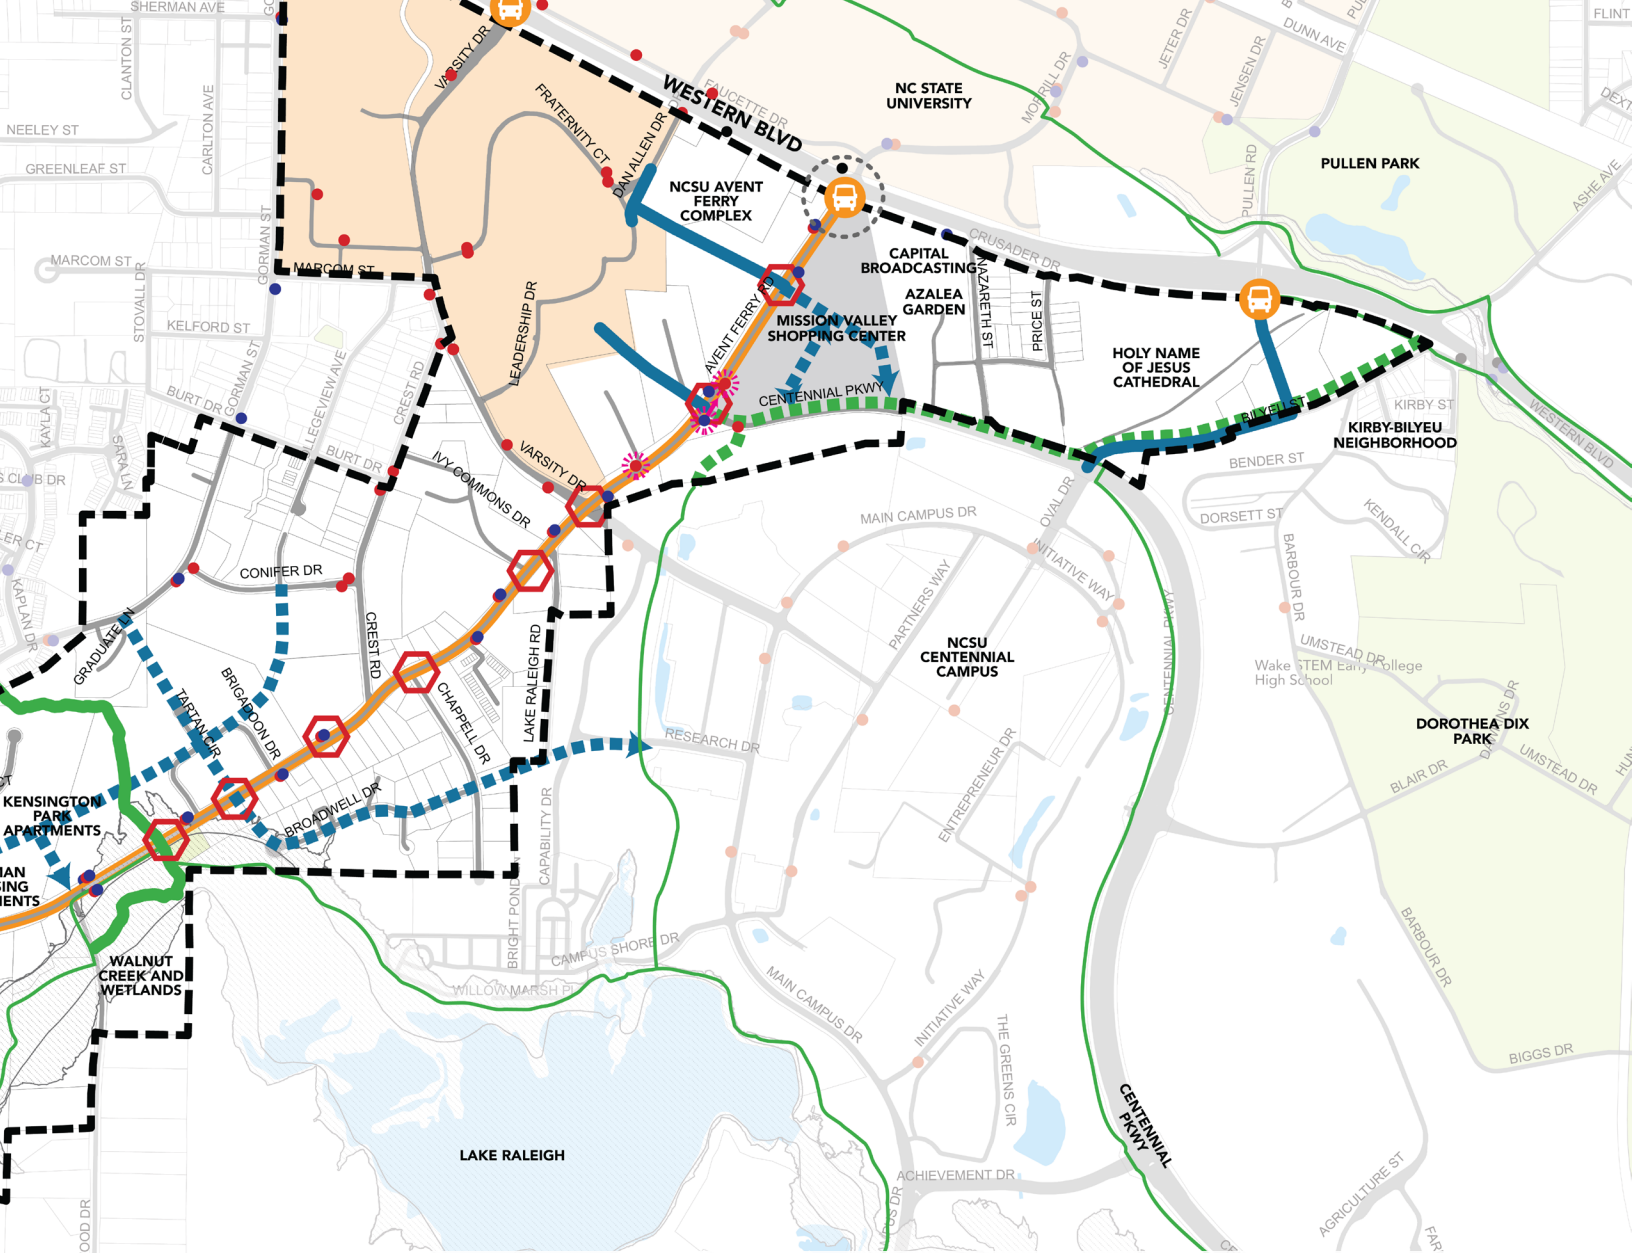 SHERMAN AVE
CLANTON ST
CARLTON AVE
NEELEY ST
GREENLEAF ST
GORMAN ST
MARCOM ST
MARCOM ST
STOVALL DR
KELFORD ST
BURT DR
GORMAN ST
KAYLA CT
SARA LN
BURT DR
CREST RD
VARSITY DR
FRATERNITY CT
DAN ALLEN DR
WESTERN BLVD
FAUCETTE DR
NC STATE
UNIVERSITY
MORRILL DR
JETER DR
JENSEN DR
DUNN AVE
FLINT
PULLEN RD
PULLEN PARK
ASHE AVE
NCSU AVENT
FERRY
COMPLEX
CRUSADER DR
CAPITAL
BROADCASTING
AZALEA
GARDEN
NAZARETH ST
PRICE ST
MISSION VALLEY
SHOPPING CENTER
AVENT FERRY RD
LEADERSHIP DR
CENTENNIAL PKWY
HOLY NAME
OF JESUS
CATHEDRAL
BILYEU ST
KIRBY ST
KIRBY-BILYEU
NEIGHBORHOOD
WESTERN BLVD
BENDER ST
DORSETT ST
KENDALL CIR
BARBOUR DR
UMSTEAD DR
Wake STEM Early College
High School
DOROTHEA DIX
PARK
DAWKINS DR
UMSTEAD DR
BLAIR DR
BARBOUR DR
BIGGS DR
IVY COMMONS DR
VARSITY DR
CONIFER DR
GRADUATE LN
KAPLAN DR
CREST RD
BRIGADOON DR
TARTAN CIR
CHAPPELL DR
LAKE RALEIGH RD
BROADWELL DR
KENSINGTON
PARK
APARTMENTS
WALNUT
CREEK AND
WETLANDS
MAIN CAMPUS DR
OVAL DR
INITIATIVE WAY
PARTNERS WAY
NCSU
CENTENNIAL
CAMPUS
CENTENNIAL PKWY
RESEARCH DR
ENTREPRENEUR DR
CAPABILITY DR
BRIGHT POND
CAMPUS SHORE DR
WILLOW MARSH PL
MAIN CAMPUS DR
INITIATIVE WAY
THE GREENS CIR
LAKE RALEIGH
ACHIEVEMENT DR
CENTENNIAL
PKWY
AGRICULTURE ST